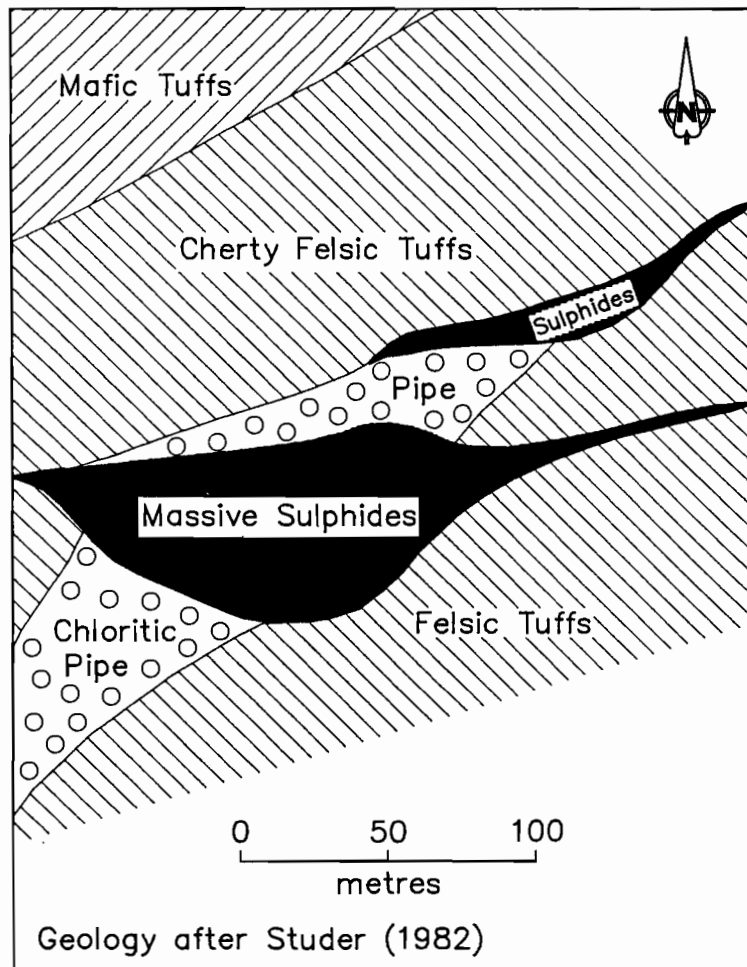 Mafic Tuffs
N
Cherty Felsic Tuffs
Sulphides
Pipe
Massive Sulphides
Chloritic
Pipe
Felsic Tuffs
0 50 100
metres
Geology after Studer (1982)